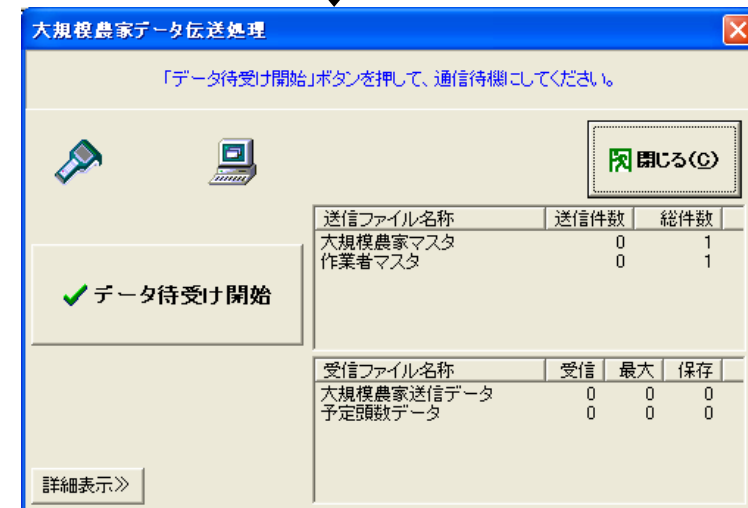 大規模農家データ伝送処理
「データ待受け開始」ボタンを押して、通信待機にしてください。
閉じる(C)
送信ファイル名称 送信件数 総件数
大規模農家マスタ 0 1
作業者マスタ 0 1
データ待受け開始
受信ファイル名称 受信 最大 保存
大規模農家送信データ 0 0 0
予定頭数データ 0 0 0
詳細表示≫